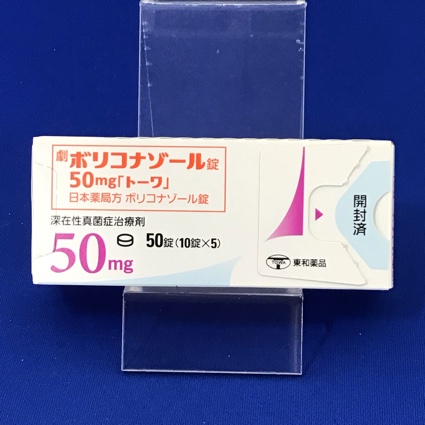 劇 ボリコナゾール錠
50mg「トーワ」
日本薬局方 ボリコナゾール錠
深在性真菌症治療剤
50mg 50錠(10錠×5)
開封済
TOWA 東和薬品